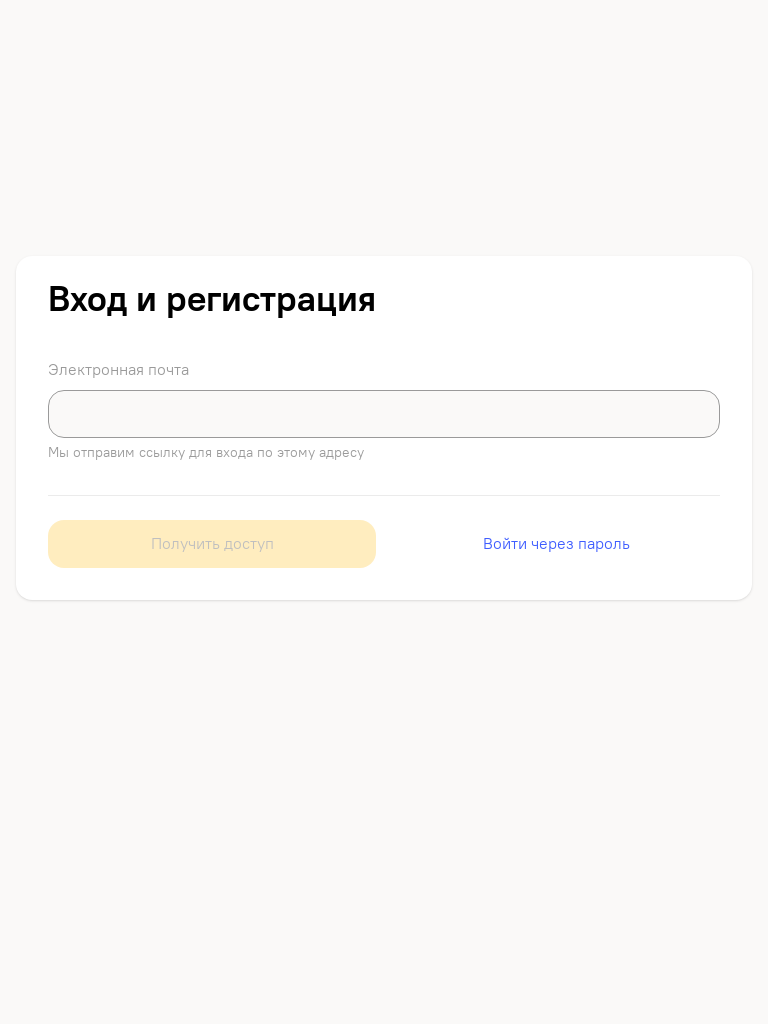 Вход и регистрация
Электронная почта
Мы отправим ссылку для входа по этому адресу
Получить доступ
Войти через пароль